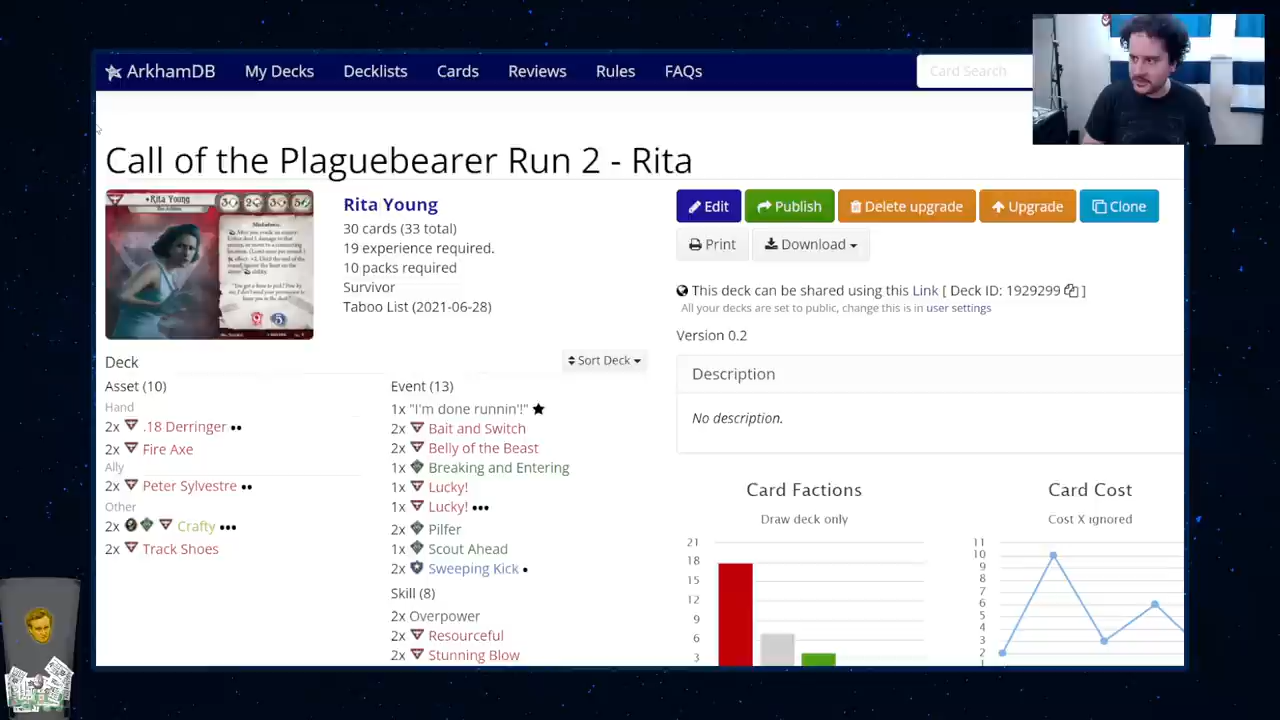 ArkhamDB My Decks Decklists Cards Reviews Rules FAQs Card Search
Call of the Plaguebearer Run 2 - Rita
Rita Young
Rita Young
30 cards (33 total)
19 experience required.
10 packs required
Survivor
Taboo List (2021-06-28)
Edit Publish Delete upgrade Upgrade Clone
Print Download
This deck can be shared using this Link [ Deck ID: 1929299 ]
All your decks are set to public, change this is in user settings
Version 0.2
Description
No description.
Deck
Sort Deck
Asset (10)
Hand
2x .18 Derringer ••
2x Fire Axe
Ally
2x Peter Sylvestre ••
Other
2x Crafty •••
2x Track Shoes
Event (13)
1x "I'm done runnin'!" ★
2x Bait and Switch
2x Belly of the Beast
1x Breaking and Entering
1x Lucky!
1x Lucky! •••
2x Pilfer
1x Scout Ahead
2x Sweeping Kick •
Skill (8)
2x Overpower
2x Resourceful
2x Stunning Blow
Card Factions
Draw deck only
21
18
15
12
9
6
3
Card Cost
Cost X ignored
11
10
9
8
7
6
5
4
3
2
1